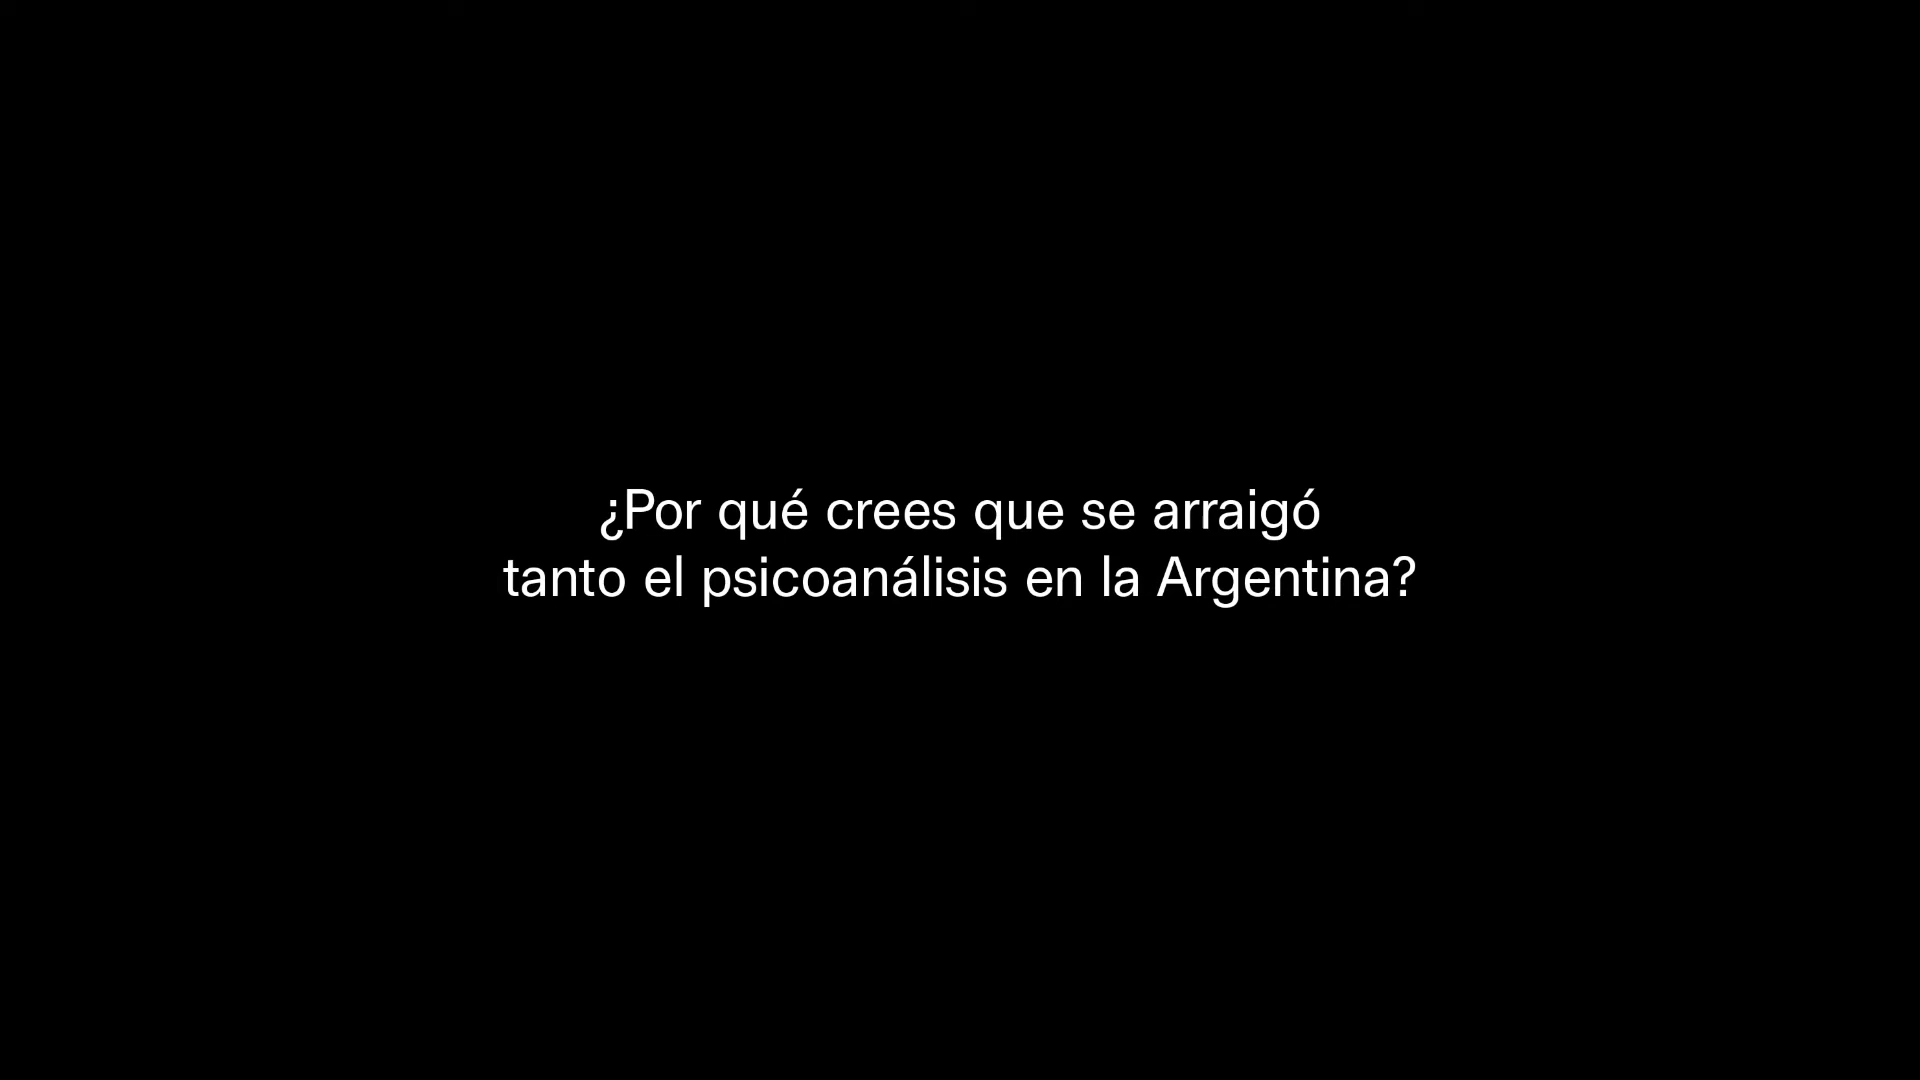 ¿Por qué crees que se arraigó
tanto el psicoanálisis en la Argentina?